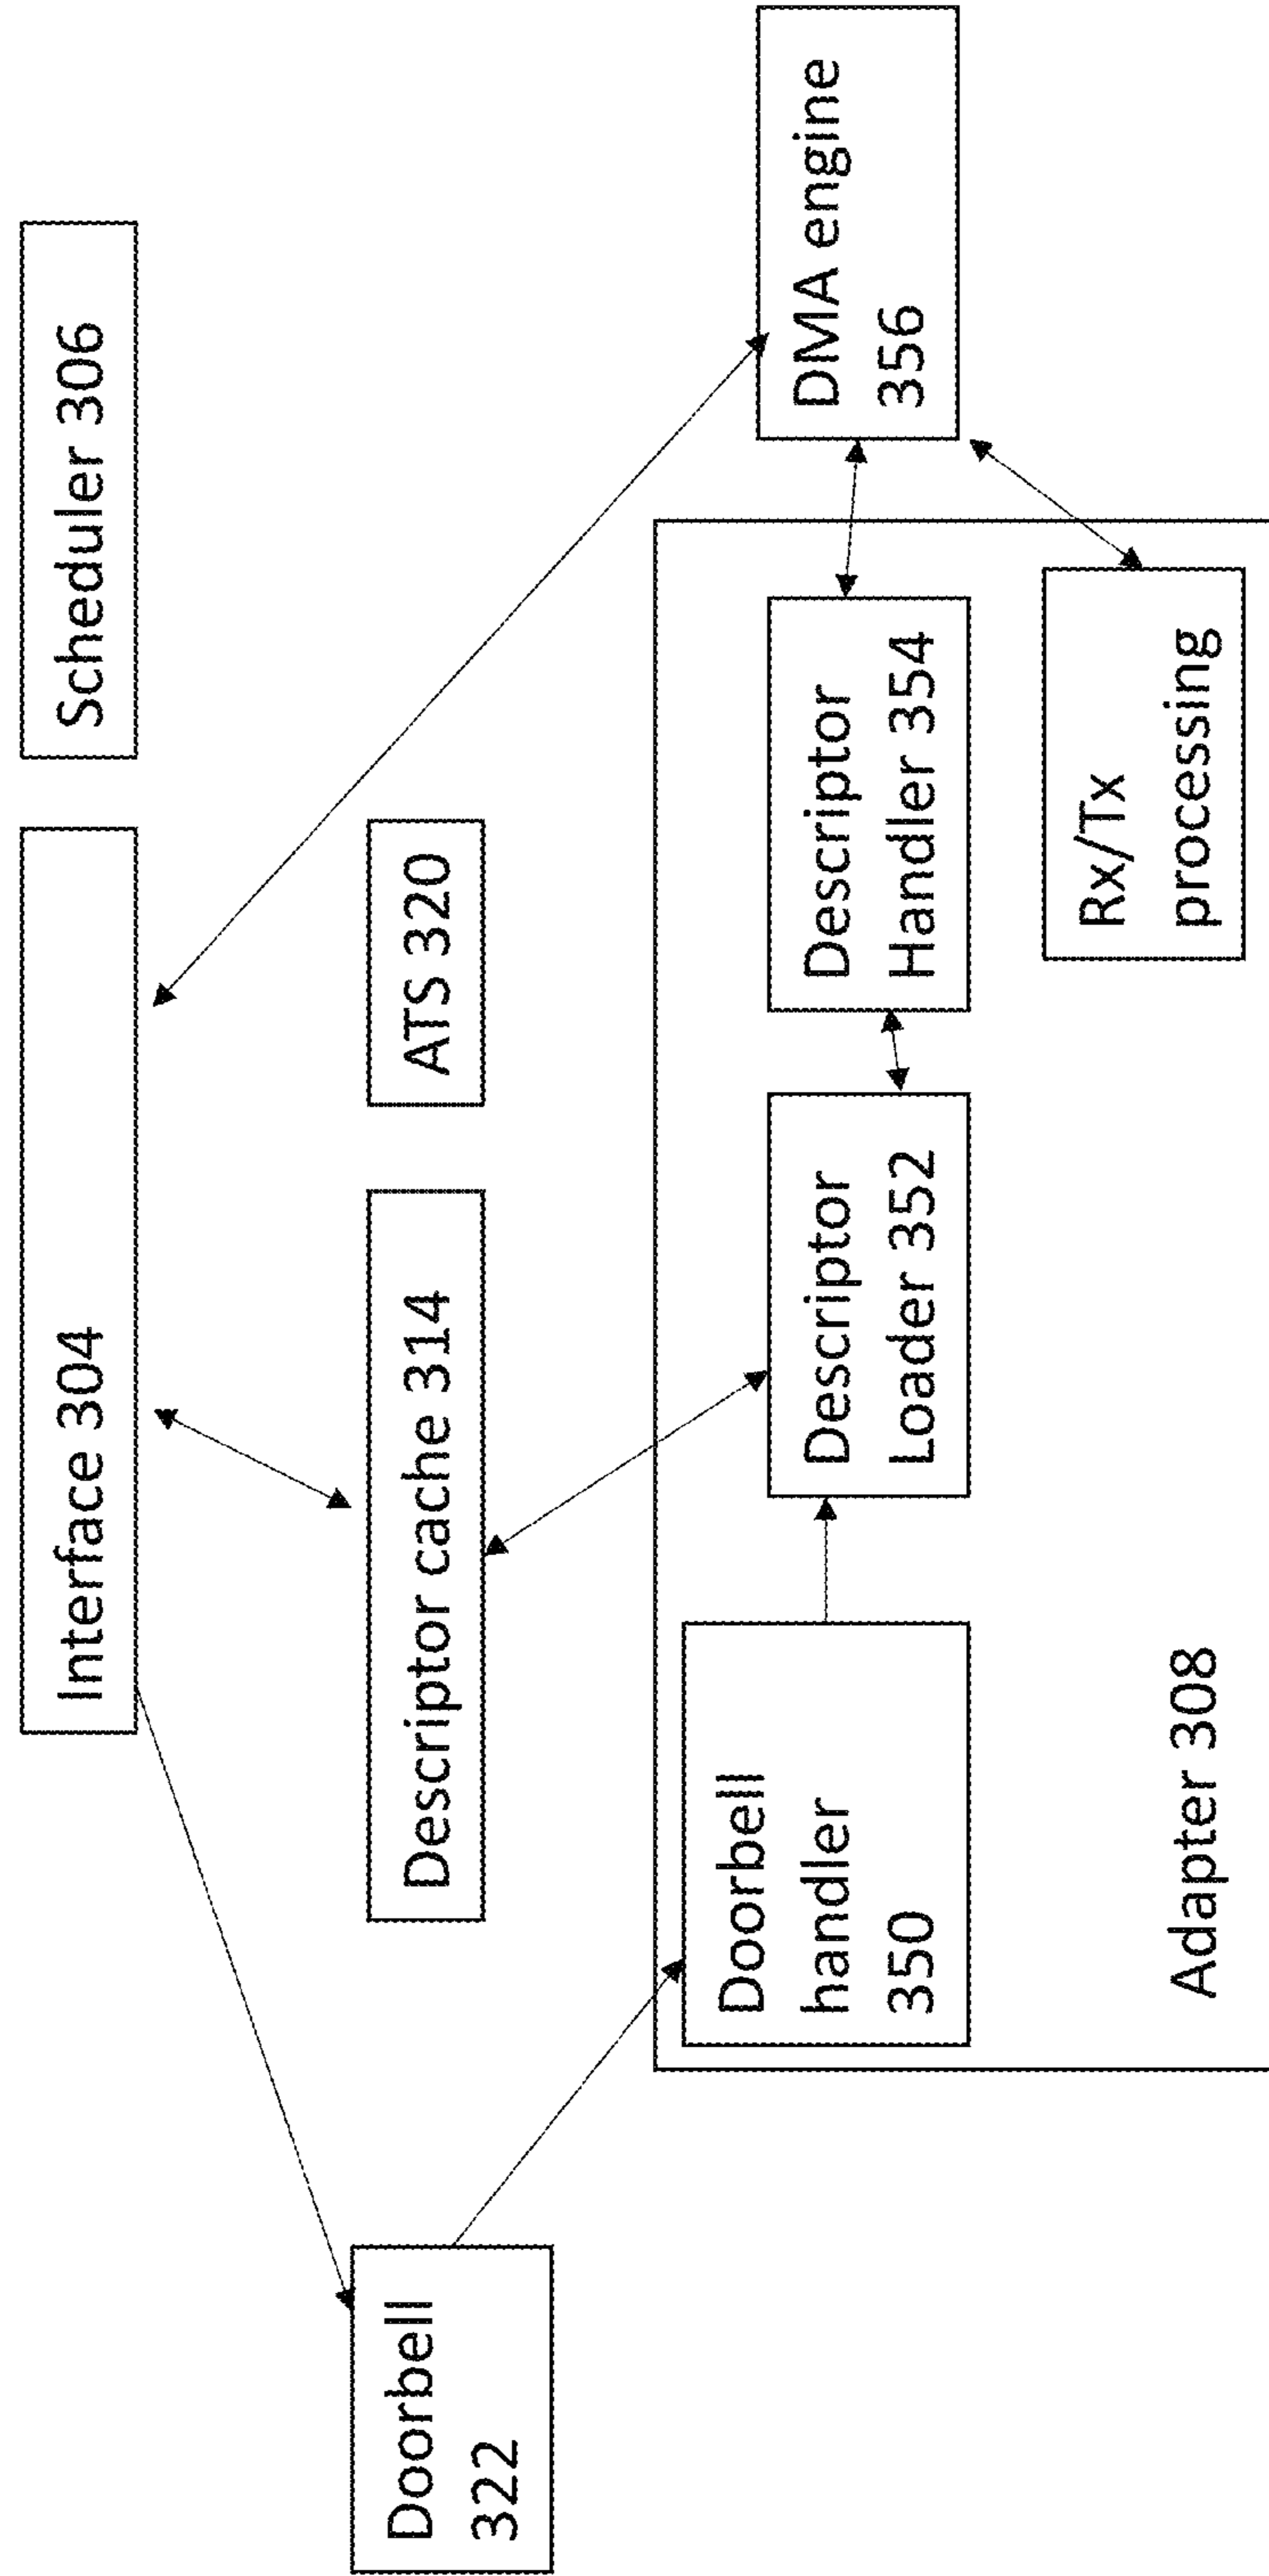 Interface 304
Scheduler 306
Doorbell
322
Descriptor cache 314
ATS 320
Doorbell
handler
350
Descriptor
Loader 352
Descriptor
Handler 354
DMA engine
356
Rx/Tx
processing
Adapter 308